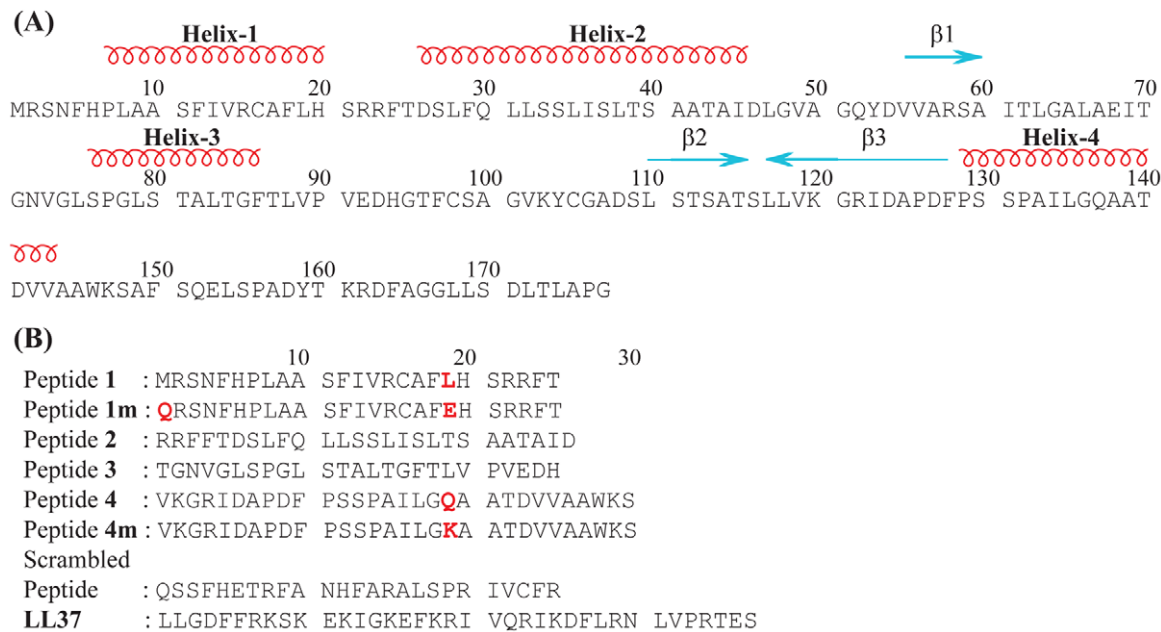 (A)
Helix-1 Helix-2 β1
10 20 30 40 50 60 70
MRSNFHPLAA SFIVRCAFLH SRRFTDSLFQ LLSSLISLTS AATAIDLGVA GQYDVVARSA ITLGALAEIT
Helix-3 β2 β3 Helix-4
80 90 100 110 120 130 140
GNVGLSPGLS TALTGFTLVP VEDHGTFCSA GVKYCGADSL STSATSLLVK GRIDAPDFPS SPAILGQAAT
150 160 170
DVVAAWKSAF SQELSPADYT KRDFAGGLLS DLTLAPG
(B)
10 20 30
Peptide 1 : MRSNFHPLAA SFIVRCAFLH SRRFT
Peptide 1m : QRSNFHPLAA SFIVRCAFEH SRRFT
Peptide 2 : RRFFTDSLFQ LLSSLISLTS AATAID
Peptide 3 : TGNVGLSPGL STALTGFTLV PVEDH
Peptide 4 : VKGRIDAPDF PSSPAILGQA ATDVVAAWKS
Peptide 4m : VKGRIDAPDF PSSPAILGKA ATDVVAAWKS
Scrambled
Peptide : QSSFHETRFA NHFARALSPR IVCFR
LL37 : LLGDFFRKSK EKIGKEFKRI VQRIKDFLRN LVPRTES